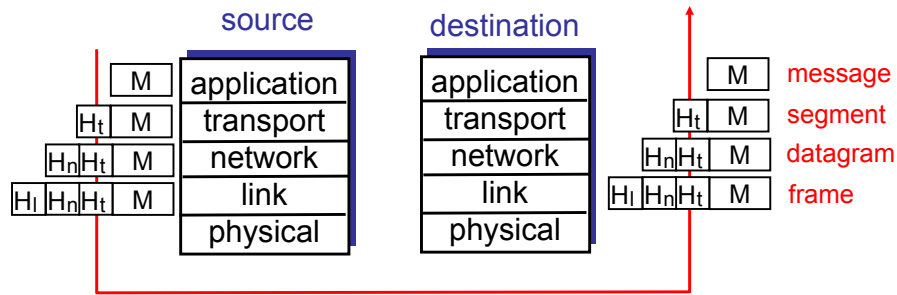 source destination
M application application M message
Ht M transport transport Ht M segment
Hn Ht M network network Hn Ht M datagram
Hl Hn Ht M link link Hl Hn Ht M frame
physical physical